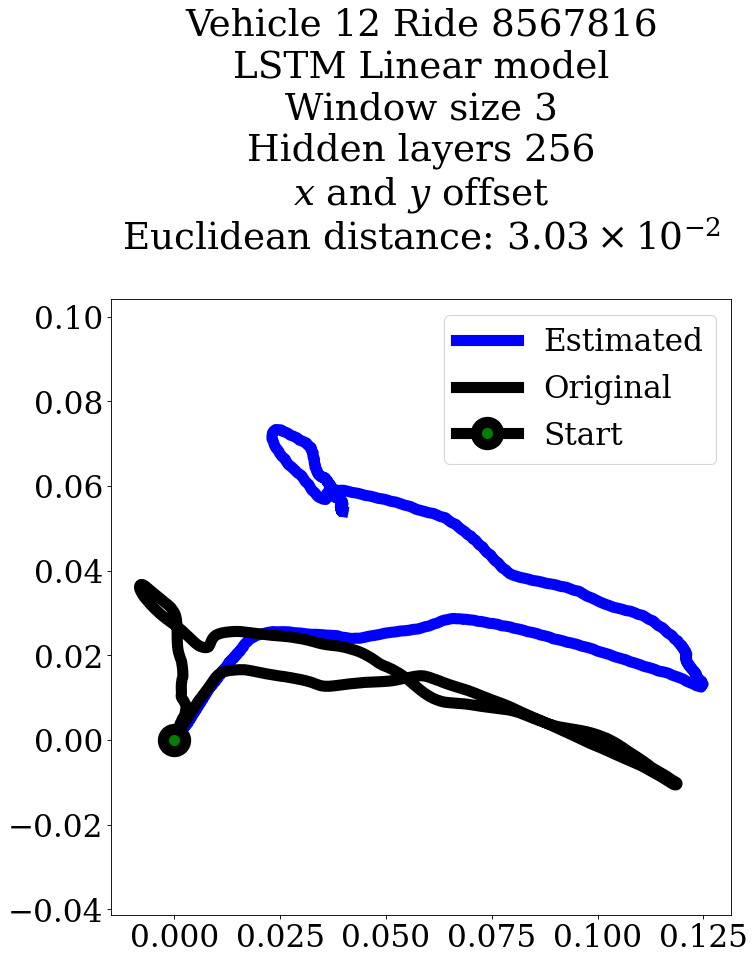 Vehicle 12 Ride 8567816
LSTM Linear model
Window size 3
Hidden layers 256
x and y offset
Euclidean distance: 3.03 × 10⁻²
0.10
0.08
0.06
0.04
0.02
0.00
−0.02
−0.04
Estimated
Original
Start
0.000 0.025 0.050 0.075 0.100 0.125